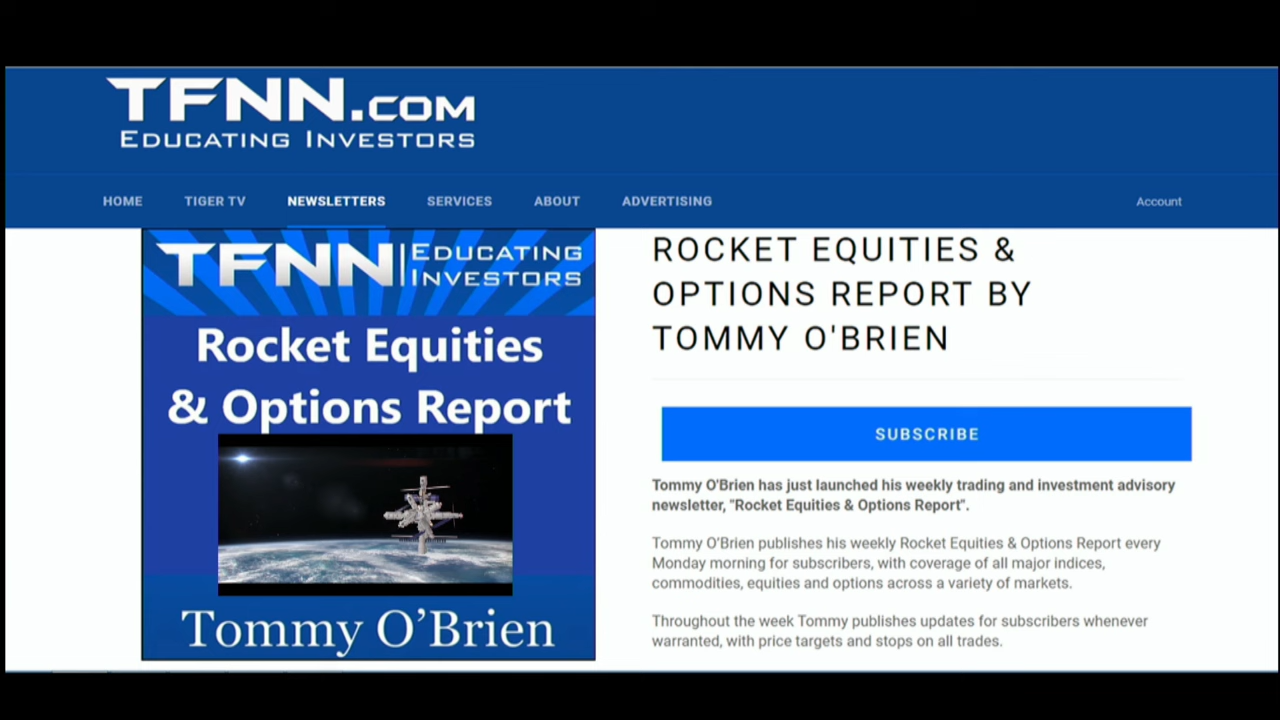 TFNN.COM
EDUCATING INVESTORS
HOME TIGER TV NEWSLETTERS SERVICES ABOUT ADVERTISING Account
TFNN EDUCATING
INVESTORS
Rocket Equities
& Options Report
Tommy O’Brien
ROCKET EQUITIES &
OPTIONS REPORT BY
TOMMY O'BRIEN
SUBSCRIBE
Tommy O'Brien has just launched his weekly trading and investment advisory
newsletter, "Rocket Equities & Options Report".
Tommy O’Brien publishes his weekly Rocket Equities & Options Report every
Monday morning for subscribers, with coverage of all major indices,
commodities, equities and options across a variety of markets.
Throughout the week Tommy publishes updates for subscribers whenever
warranted, with price targets and stops on all trades.